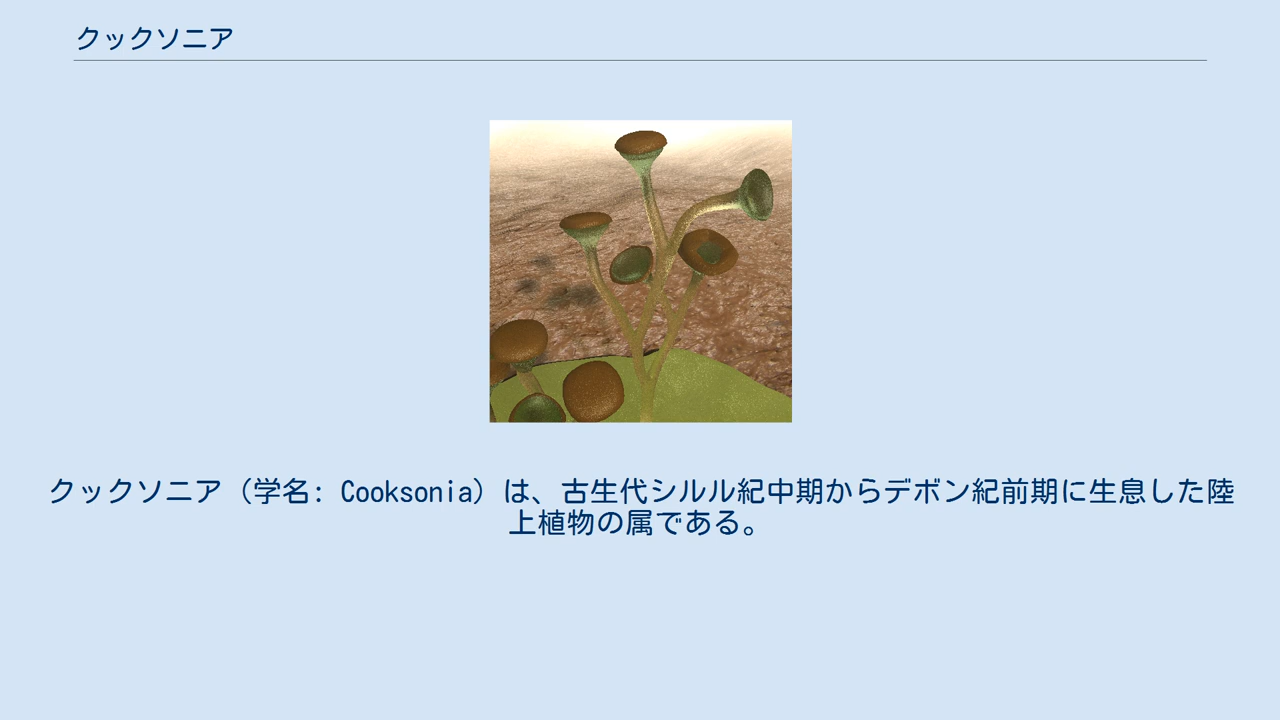 クックソニア
クックソニア（学名: Cooksonia）は、古生代シルル紀中期からデボン紀前期に生息した陸
上植物の属である。